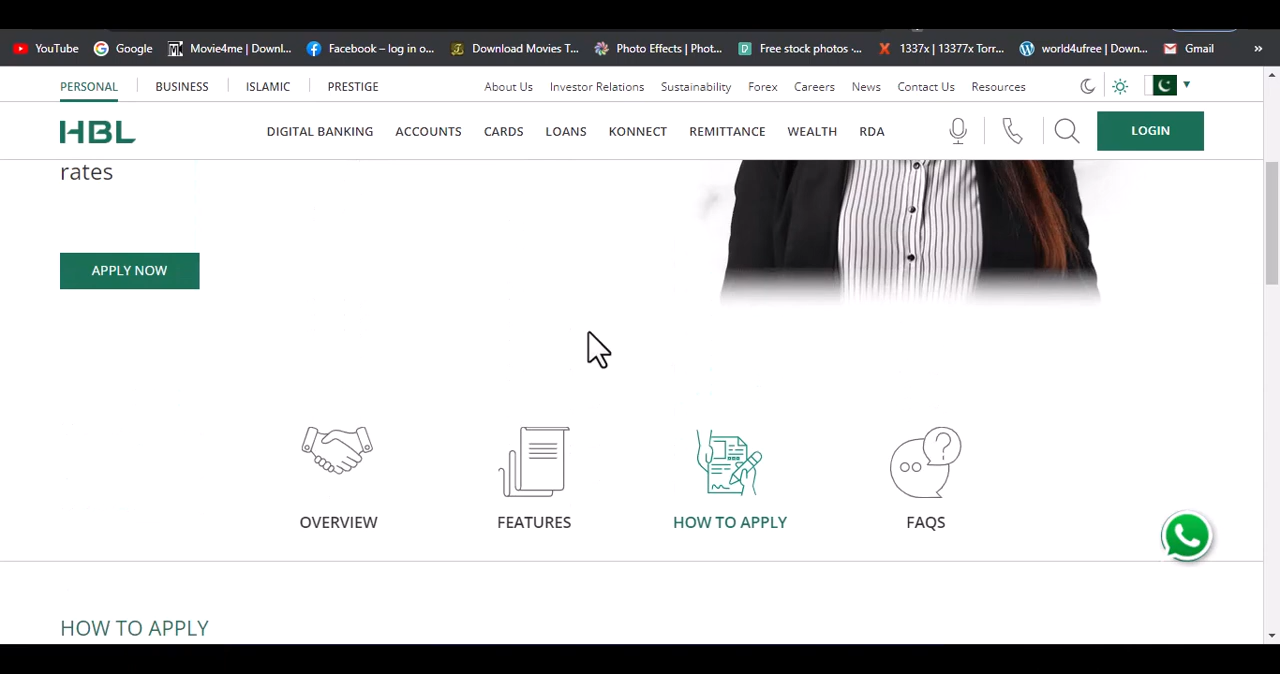 YouTube Google Movie4me | Downl... Facebook – log in o... Download Movies T... Photo Effects | Phot... Free stock photos -... 1337x | 13377x Torr... world4ufree | Down... Gmail »
PERSONAL BUSINESS ISLAMIC PRESTIGE About Us Investor Relations Sustainability Forex Careers News Contact Us Resources
HBL DIGITAL BANKING ACCOUNTS CARDS LOANS KONNECT REMITTANCE WEALTH RDA LOGIN
rates
APPLY NOW
OVERVIEW FEATURES HOW TO APPLY FAQS
HOW TO APPLY